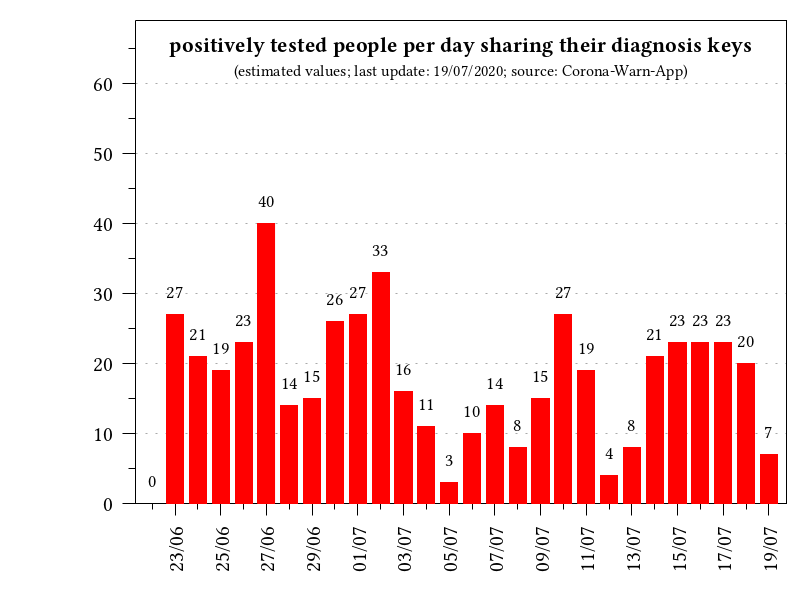 positively tested people per day sharing their diagnosis keys
(estimated values; last update: 19/07/2020; source: Corona-Warn-App)
60
50
40
30
20
10
0
0 27 21 19 23 40 14 15 26 27 33 16 11 3 10 14 8 15 27 19 4 8 21 23 23 23 20 7
23/06 25/06 27/06 29/06 01/07 03/07 05/07 07/07 09/07 11/07 13/07 15/07 17/07 19/07